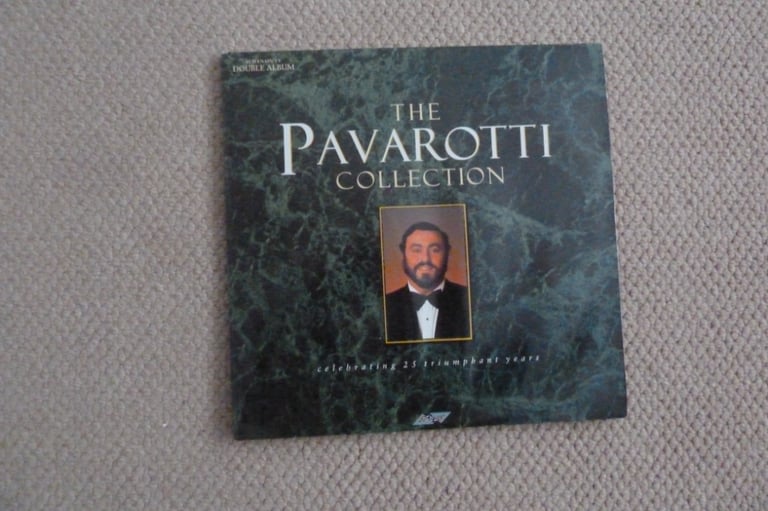 DOUBLE ALBUM
THE
PAVAROTTI
COLLECTION
celebrating 25 triumphant years